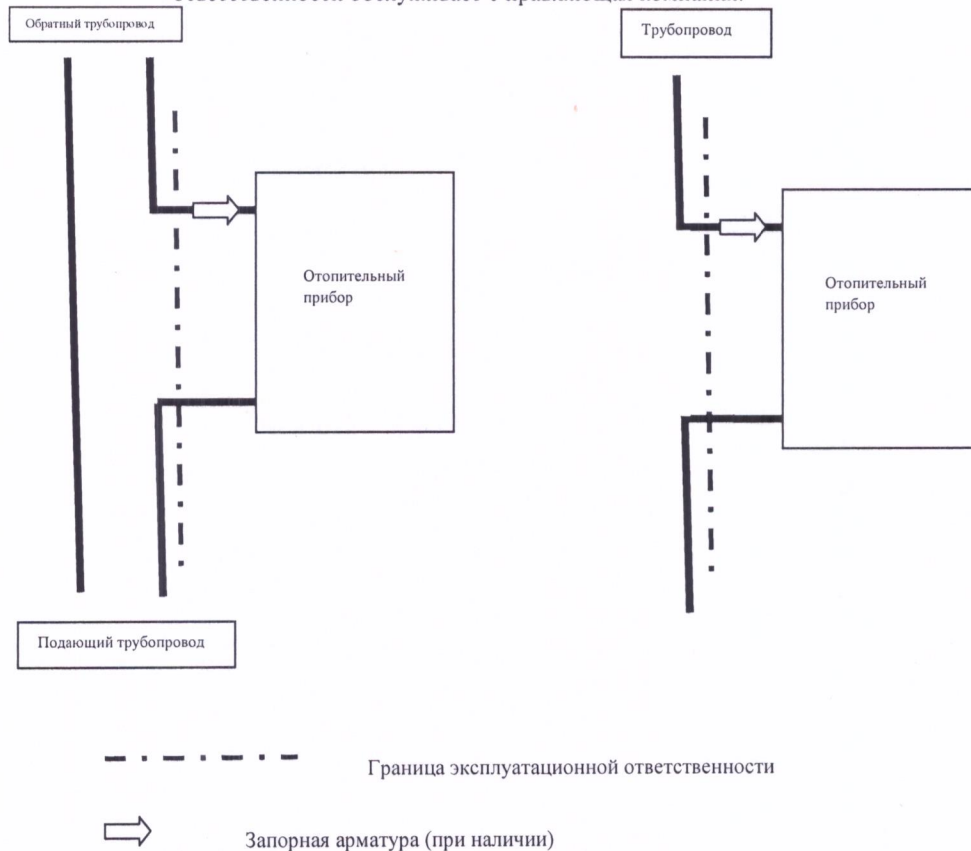 Обратный трубопровод
Трубопровод
Отопительный
прибор
Отопительный
прибор
Подающий трубопровод
Граница эксплуатационной ответственности
Запорная арматура (при наличии)